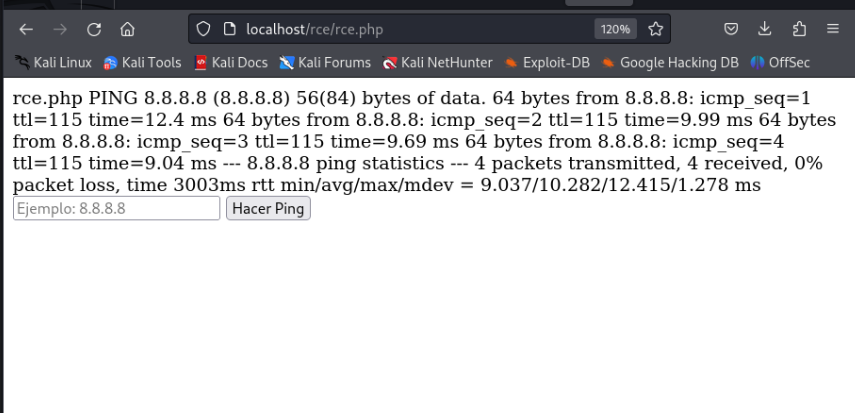 localhost/rce/rce.php 120%
Kali Linux Kali Tools Kali Docs Kali Forums Kali NetHunter Exploit-DB Google Hacking DB OffSec
rce.php PING 8.8.8.8 (8.8.8.8) 56(84) bytes of data. 64 bytes from 8.8.8.8: icmp_seq=1
ttl=115 time=12.4 ms 64 bytes from 8.8.8.8: icmp_seq=2 ttl=115 time=9.99 ms 64 bytes
from 8.8.8.8: icmp_seq=3 ttl=115 time=9.69 ms 64 bytes from 8.8.8.8: icmp_seq=4
ttl=115 time=9.04 ms --- 8.8.8.8 ping statistics --- 4 packets transmitted, 4 received, 0%
packet loss, time 3003ms rtt min/avg/max/mdev = 9.037/10.282/12.415/1.278 ms
Ejemplo: 8.8.8.8 Hacer Ping